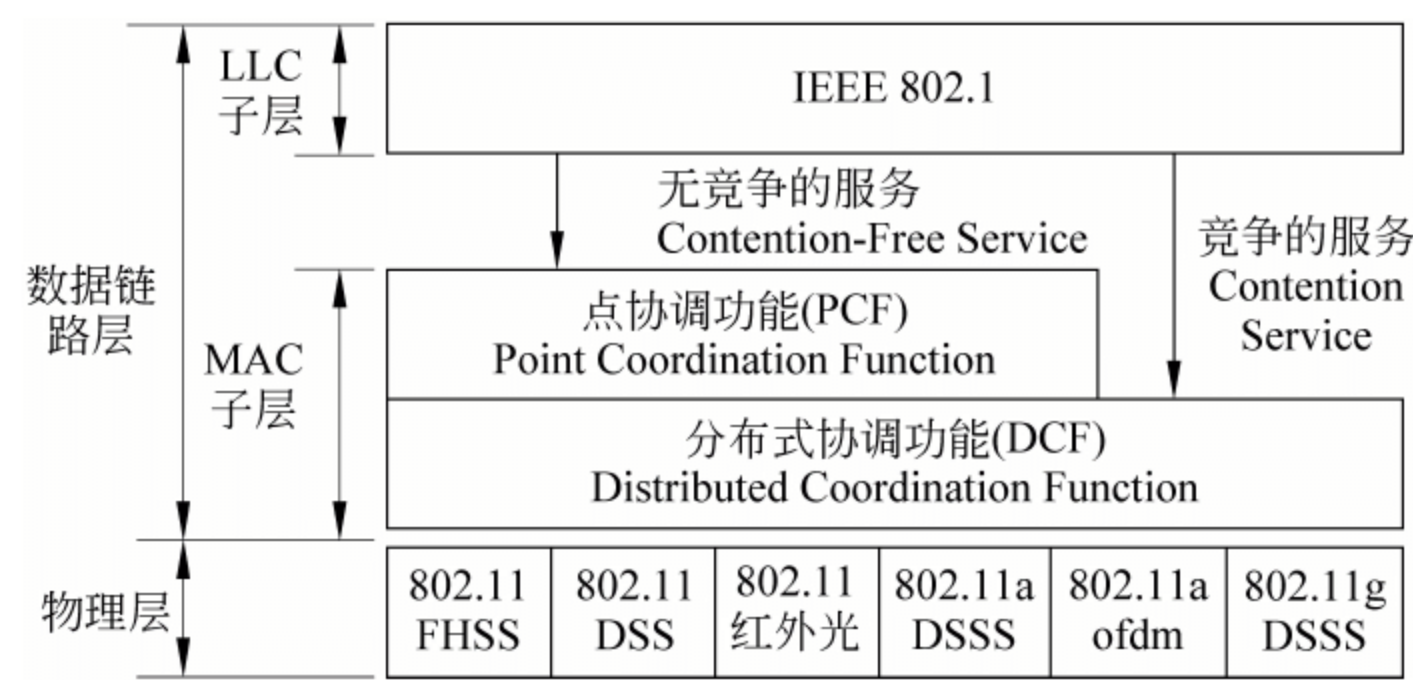 LLC
子层
IEEE 802.1
无竞争的服务
Contention-Free Service
竞争的服务
Contention
Service
数据链
路层
MAC
子层
点协调功能(PCF)
Point Coordination Function
分布式协调功能(DCF)
Distributed Coordination Function
物理层
802.11
FHSS
802.11
DSS
802.11
红外光
802.11a
DSSS
802.11a
ofdm
802.11g
DSSS